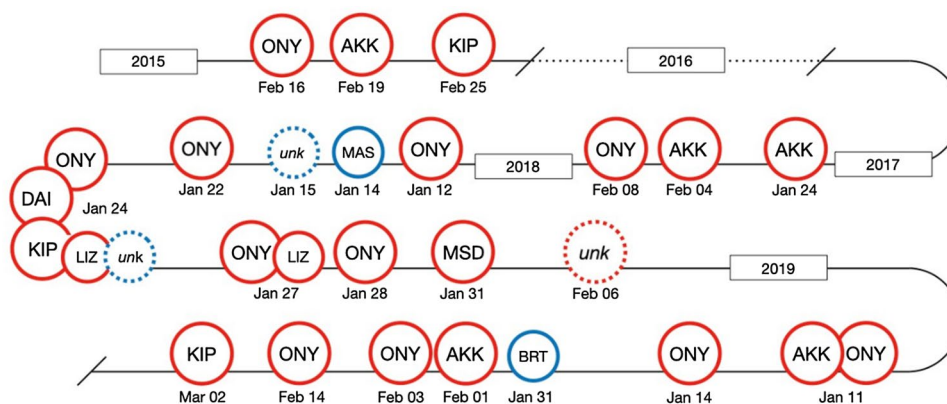 2015 ONY AKK KIP 2016
Feb 16 Feb 19 Feb 25
ONY ONY unk MAS ONY 2018 ONY AKK AKK 2017
Jan 24 Jan 22 Jan 15 Jan 14 Jan 12 Feb 08 Feb 04 Jan 24
DAI
KIP LIZ unk ONY LIZ ONY MSD unk 2019
Jan 27 Jan 28 Jan 31 Feb 06
KIP ONY ONY AKK BRT ONY AKK ONY
Mar 02 Feb 14 Feb 03 Feb 01 Jan 31 Jan 14 Jan 11